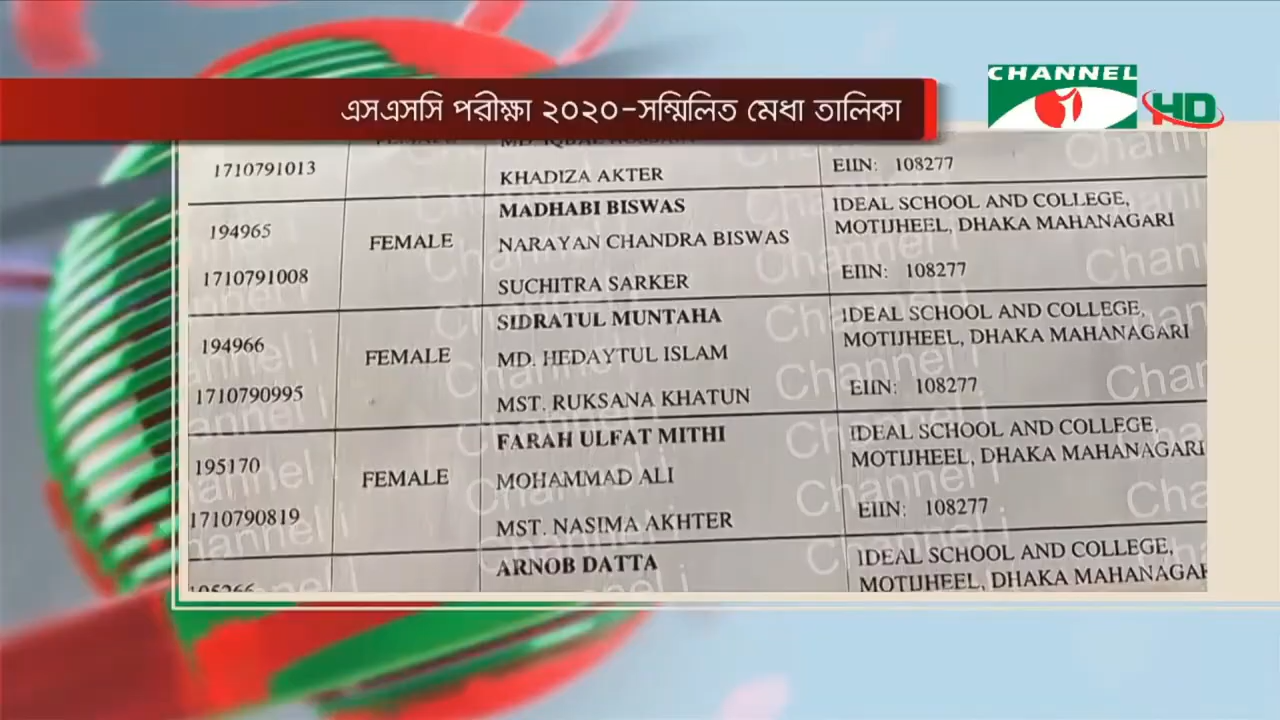 এসএসসি পরীক্ষা ২০২০-সম্মিলিত মেধা তালিকা
CHANNEL i HD
1710791013 KHADIZA AKTER EIIN: 108277
MADHABI BISWAS IDEAL SCHOOL AND COLLEGE,
194965 FEMALE NARAYAN CHANDRA BISWAS MOTIJHEEL, DHAKA MAHANAGARI
1710791008 SUCHITRA SARKER EIIN: 108277
SIDRATUL MUNTAHA IDEAL SCHOOL AND COLLEGE,
194966 FEMALE MD. HEDAYTUL ISLAM MOTIJHEEL, DHAKA MAHANAGARI
1710790995 MST. RUKSANA KHATUN EIIN: 108277
FARAH ULFAT MITHI IDEAL SCHOOL AND COLLEGE,
195170 FEMALE MOHAMMAD ALI MOTIJHEEL, DHAKA MAHANAGARI
1710790819 MST. NASIMA AKHTER EIIN: 108277
ARNOB DATTA IDEAL SCHOOL AND COLLEGE,
MOTIJHEEL, DHAKA